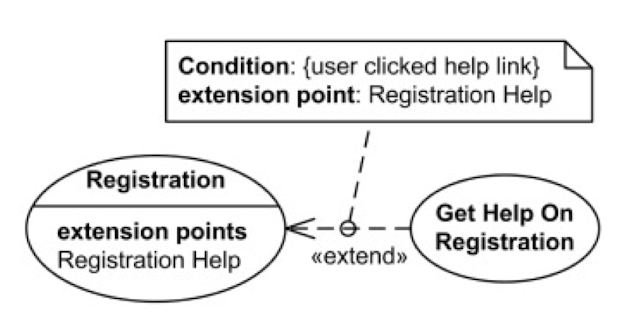 Condition: {user clicked help link}
extension point: Registration Help
Registration
extension points
Registration Help
«extend»
Get Help On
Registration